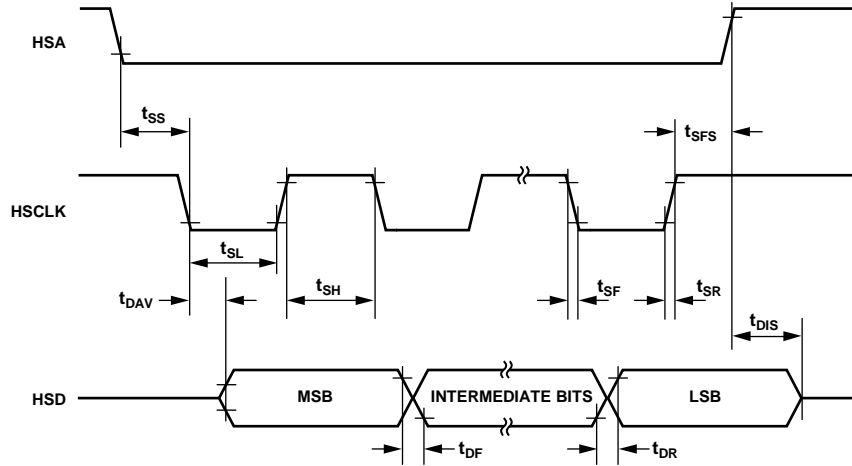 HSA
tSS
tSFS
HSCLK
tSL
tSH
tSF
tSR
tDAV
tDIS
HSD
MSB
INTERMEDIATE BITS
LSB
tDF
tDR